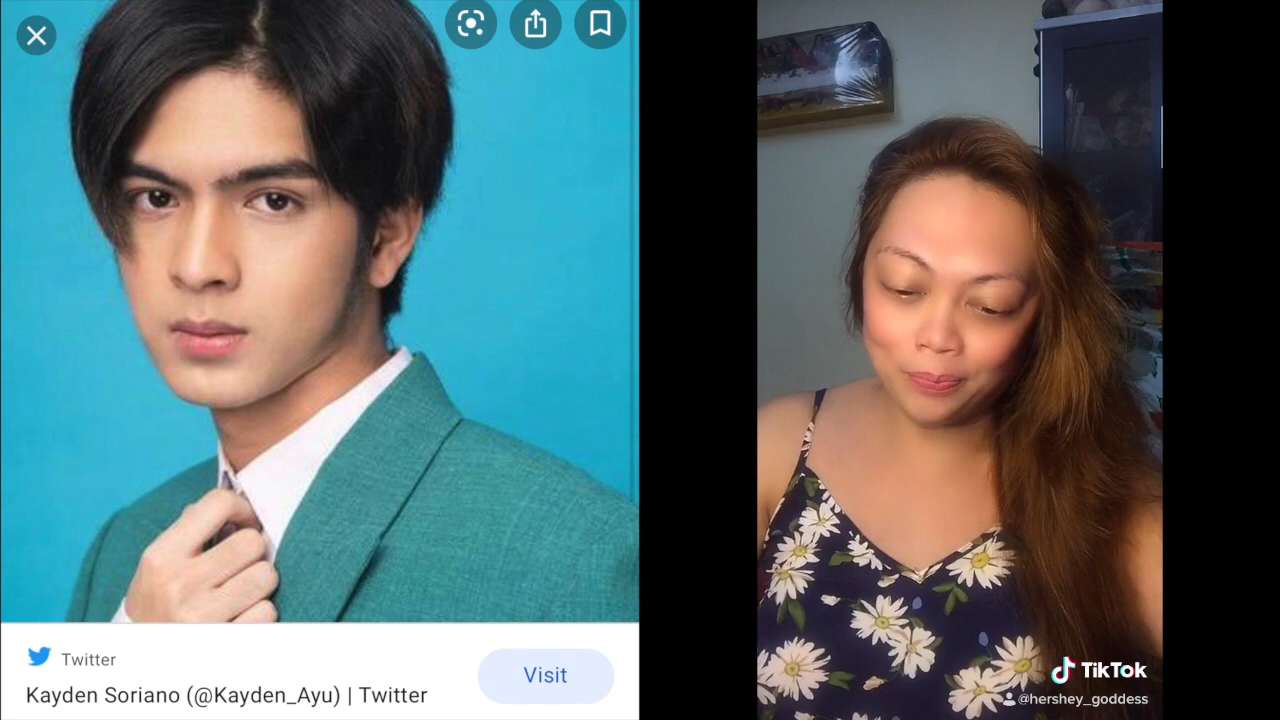 Twitter
Visit
Kayden Soriano (@Kayden_Ayu) | Twitter
TikTok
@hershey_goddess